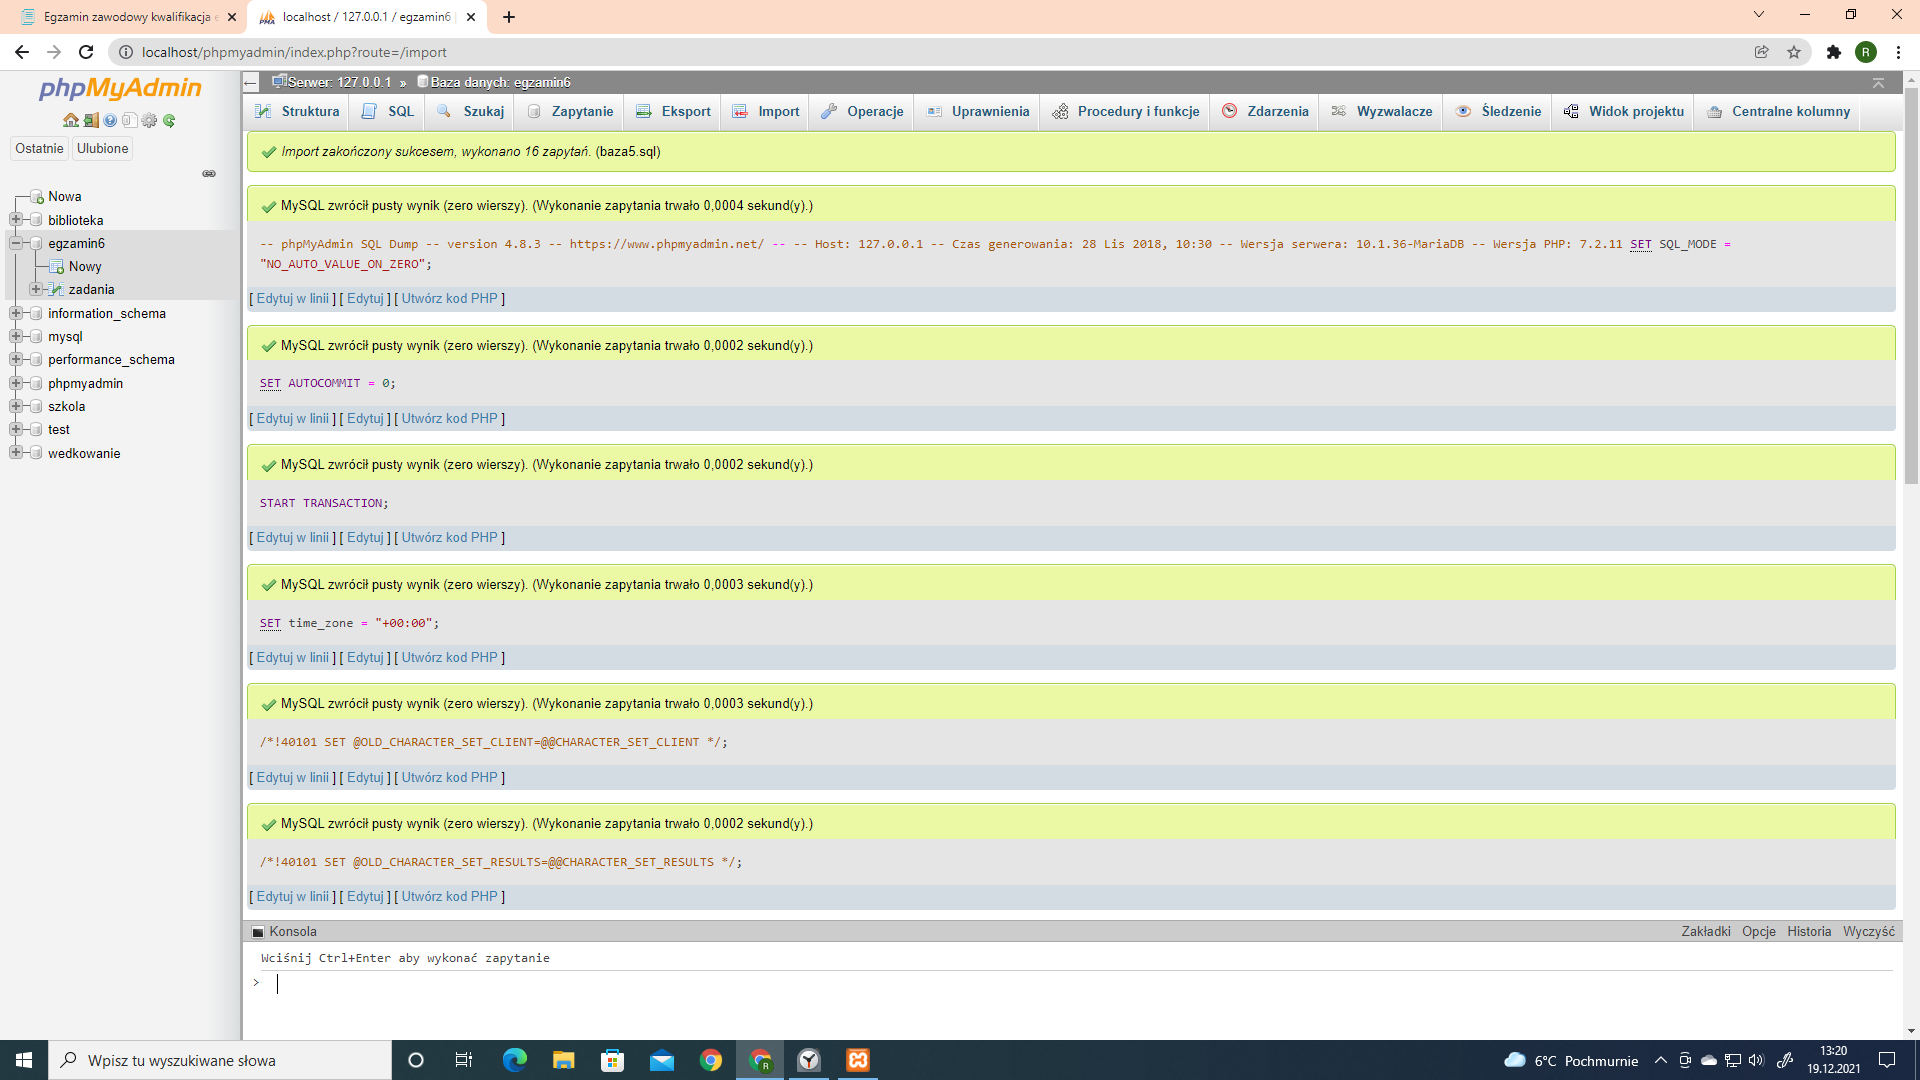 Egzamin zawodowy kwalifikacja e
localhost / 127.0.0.1 / egzamin6 |
localhost/phpmyadmin/index.php?route=/import
R
phpMyAdmin
Ostatnie
Ulubione
Nowa
biblioteka
egzamin6
Nowy
zadania
information_schema
mysql
performance_schema
phpmyadmin
szkola
test
wedkowanie
Serwer: 127.0.0.1 » Baza danych: egzamin6
Struktura SQL Szukaj Zapytanie Eksport Import Operacje Uprawnienia Procedury i funkcje Zdarzenia Wyzwalacze Śledzenie Widok projektu Centralne kolumny
Import zakończony sukcesem, wykonano 16 zapytań. (baza5.sql)
MySQL zwrócił pusty wynik (zero wierszy). (Wykonanie zapytania trwało 0,0004 sekund(y).)
-- phpMyAdmin SQL Dump -- version 4.8.3 -- https://www.phpmyadmin.net/ -- -- Host: 127.0.0.1 -- Czas generowania: 28 Lis 2018, 10:30 -- Wersja serwera: 10.1.36-MariaDB -- Wersja PHP: 7.2.11 SET SQL_MODE =
"NO_AUTO_VALUE_ON_ZERO";
[ Edytuj w linii ] [ Edytuj ] [ Utwórz kod PHP ]
MySQL zwrócił pusty wynik (zero wierszy). (Wykonanie zapytania trwało 0,0002 sekund(y).)
SET AUTOCOMMIT = 0;
[ Edytuj w linii ] [ Edytuj ] [ Utwórz kod PHP ]
MySQL zwrócił pusty wynik (zero wierszy). (Wykonanie zapytania trwało 0,0002 sekund(y).)
START TRANSACTION;
[ Edytuj w linii ] [ Edytuj ] [ Utwórz kod PHP ]
MySQL zwrócił pusty wynik (zero wierszy). (Wykonanie zapytania trwało 0,0003 sekund(y).)
SET time_zone = "+00:00";
[ Edytuj w linii ] [ Edytuj ] [ Utwórz kod PHP ]
MySQL zwrócił pusty wynik (zero wierszy). (Wykonanie zapytania trwało 0,0003 sekund(y).)
/*!40101 SET @OLD_CHARACTER_SET_CLIENT=@@CHARACTER_SET_CLIENT */;
[ Edytuj w linii ] [ Edytuj ] [ Utwórz kod PHP ]
MySQL zwrócił pusty wynik (zero wierszy). (Wykonanie zapytania trwało 0,0002 sekund(y).)
/*!40101 SET @OLD_CHARACTER_SET_RESULTS=@@CHARACTER_SET_RESULTS */;
[ Edytuj w linii ] [ Edytuj ] [ Utwórz kod PHP ]
Konsola
Zakładki Opcje Historia Wyczyść
Wciśnij Ctrl+Enter aby wykonać zapytanie
>
Wpisz tu wyszukiwane słowa
6°C Pochmurnie
13:20
19.12.2021